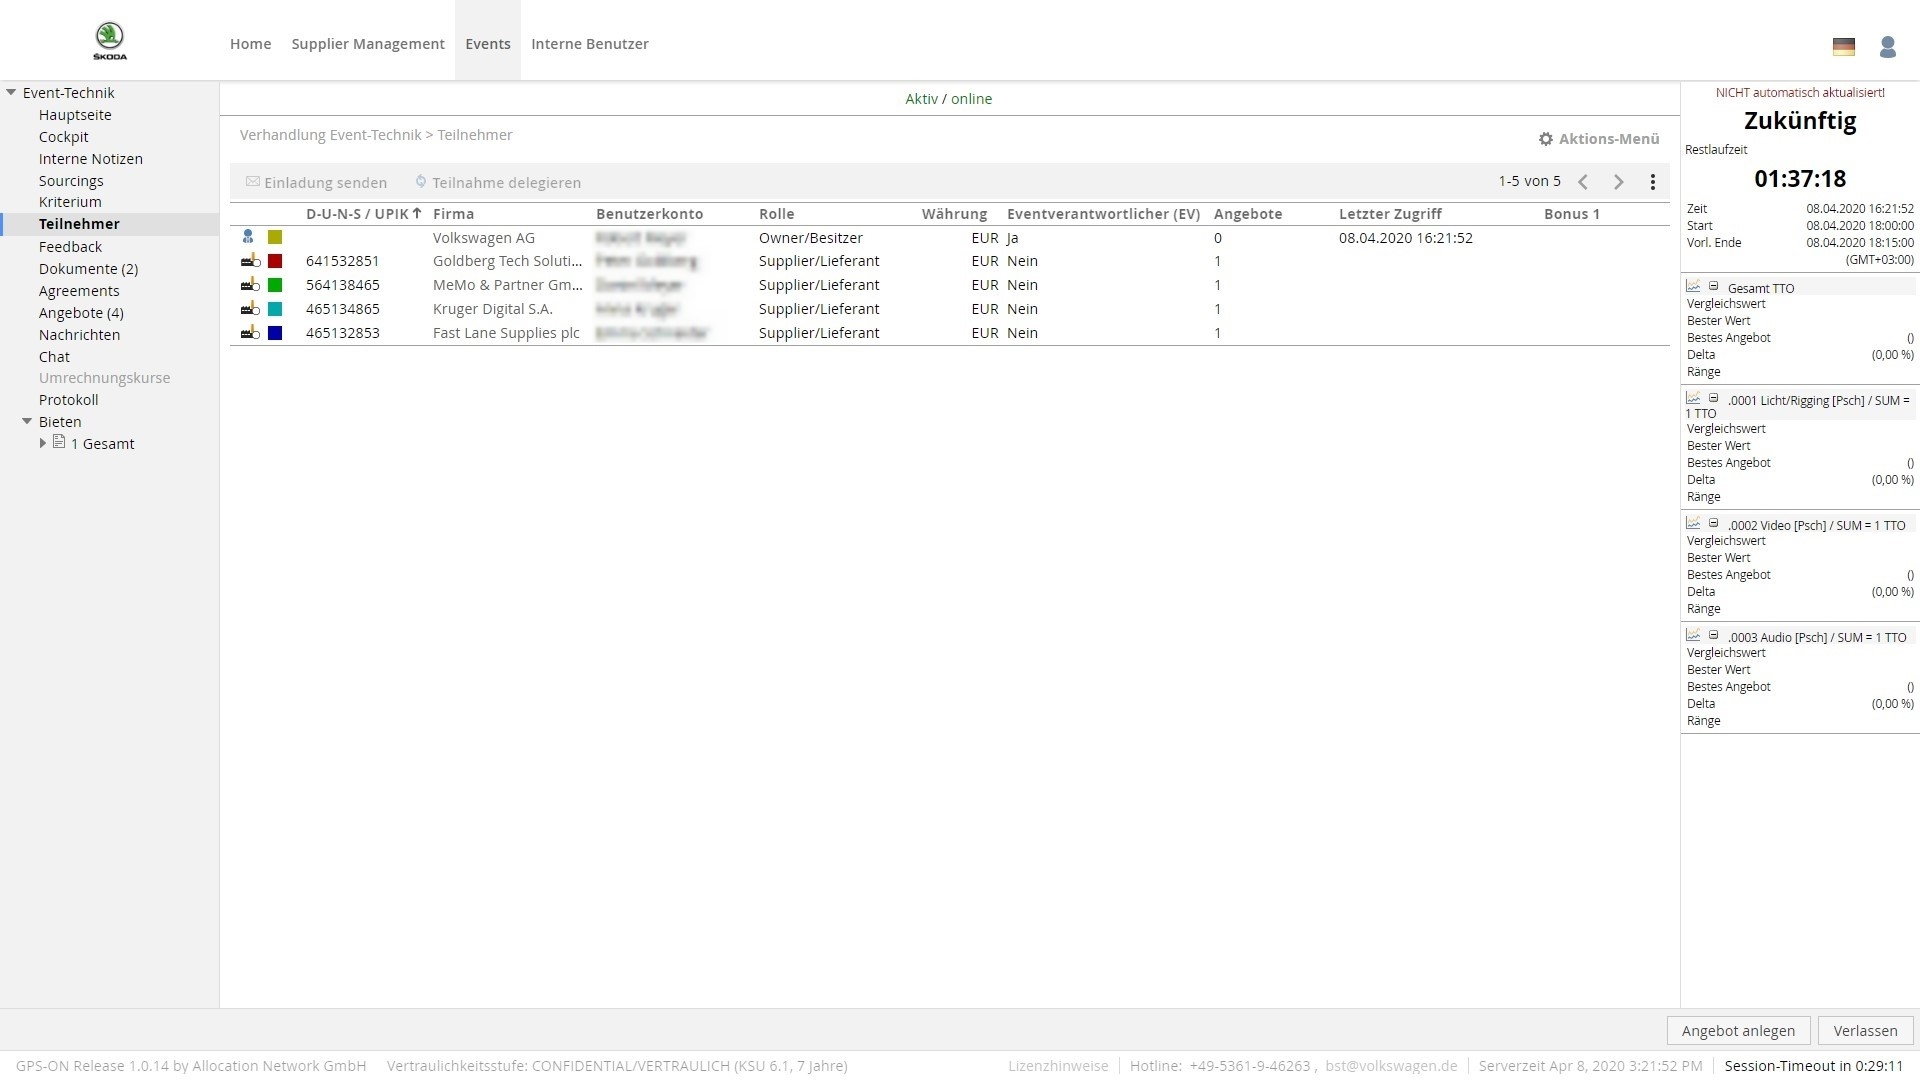 ŠKODA
Home Supplier Management Events Interne Benutzer
Event-Technik
Hauptseite
Cockpit
Interne Notizen
Sourcings
Kriterium
Teilnehmer
Feedback
Dokumente (2)
Agreements
Angebote (4)
Nachrichten
Chat
Umrechnungskurse
Protokoll
Bieten
1 Gesamt
Aktiv / online
Verhandlung Event-Technik > Teilnehmer
Aktions-Menü
Einladung senden Teilnahme delegieren 1-5 von 5
D-U-N-S / UPIK Firma Benutzerkonto Rolle Währung Eventverantwortlicher (EV) Angebote Letzter Zugriff Bonus 1
Volkswagen AG Owner/Besitzer EUR Ja 0 08.04.2020 16:21:52
641532851 Goldberg Tech Soluti... Supplier/Lieferant EUR Nein 1
564138465 MeMo & Partner Gm... Supplier/Lieferant EUR Nein 1
465134865 Kruger Digital S.A. Supplier/Lieferant EUR Nein 1
465132853 Fast Lane Supplies plc Supplier/Lieferant EUR Nein 1
NICHT automatisch aktualisiert!
Zukünftig
Restlaufzeit
01:37:18
Zeit 08.04.2020 16:21:52
Start 08.04.2020 18:00:00
Vorl. Ende 08.04.2020 18:15:00
(GMT+03:00)
Gesamt TTO
Vergleichswert
Bester Wert
Bestes Angebot ()
Delta (0,00 %)
Ränge
.0001 Licht/Rigging [Psch] / SUM =
1 TTO
Vergleichswert
Bester Wert
Bestes Angebot ()
Delta (0,00 %)
Ränge
.0002 Video [Psch] / SUM = 1 TTO
Vergleichswert
Bester Wert
Bestes Angebot ()
Delta (0,00 %)
Ränge
.0003 Audio [Psch] / SUM = 1 TTO
Vergleichswert
Bester Wert
Bestes Angebot ()
Delta (0,00 %)
Ränge
Angebot anlegen Verlassen
GPS-ON Release 1.0.14 by Allocation Network GmbH Vertraulichkeitsstufe: CONFIDENTIAL/VERTRAULICH (KSU 6.1, 7 Jahre) Lizenzhinweise Hotline: +49-5361-9-46263 , bst@volkswagen.de Serverzeit Apr 8, 2020 3:21:52 PM Session-Timeout in 0:29:11